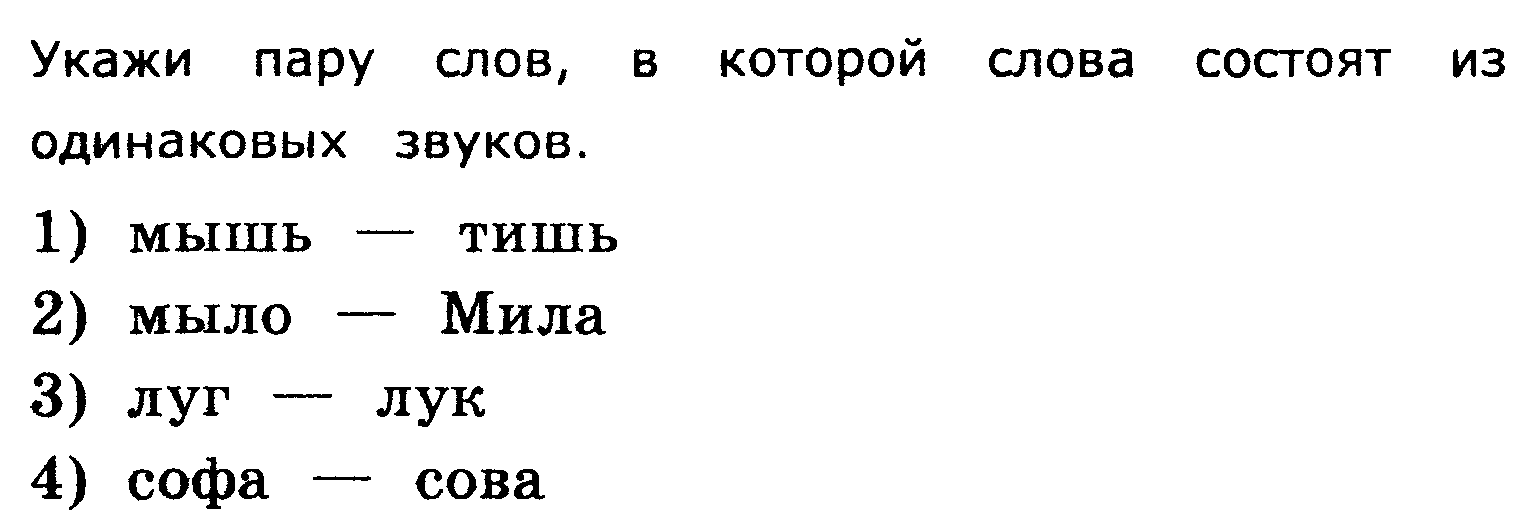 Укажи пару слов, в которой слова состоят из
одинаковых звуков.
1) мышь — тишь
2) мыло — Мила
3) луг — лук
4) софа — сова